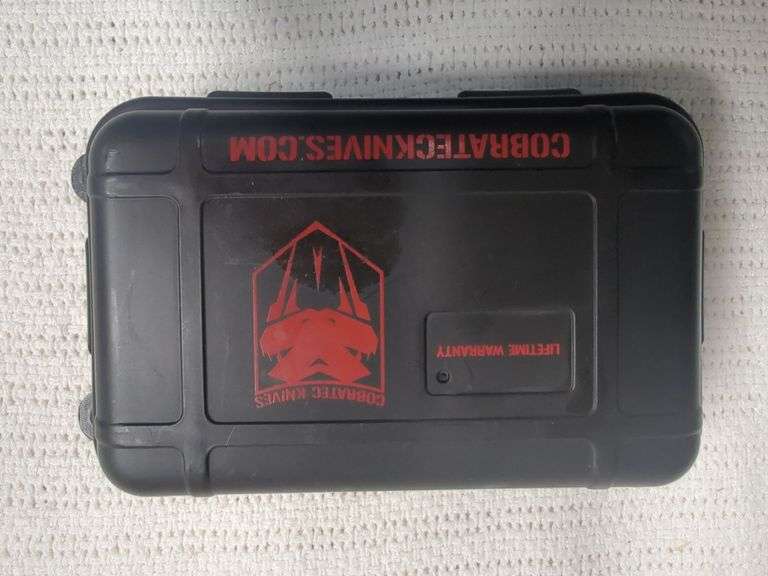 COBRATEC KNIVES
LIFETIME WARRANTY
COBRATECKNIVES.COM